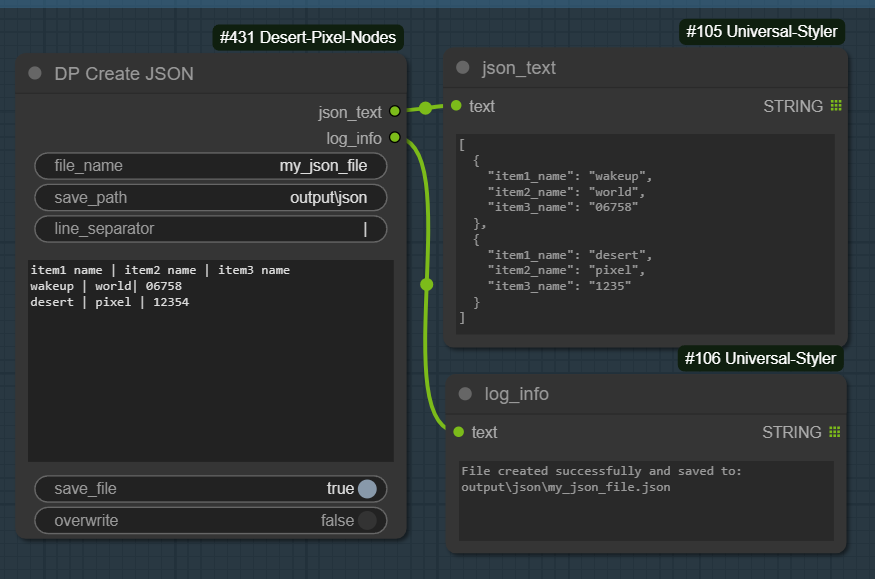 #431 Desert-Pixel-Nodes
DP Create JSON
json_text
log_info
file_name my_json_file
save_path output\json
line_separator |
item1 name | item2 name | item3 name
wakeup | world| 06758
desert | pixel | 12354
save_file true
overwrite false
#105 Universal-Styler
json_text
text STRING
[
{
"item1_name": "wakeup",
"item2_name": "world",
"item3_name": "06758"
},
{
"item1_name": "desert",
"item2_name": "pixel",
"item3_name": "1235"
}
]
#106 Universal-Styler
log_info
text STRING
File created successfully and saved to:
output\json\my_json_file.json